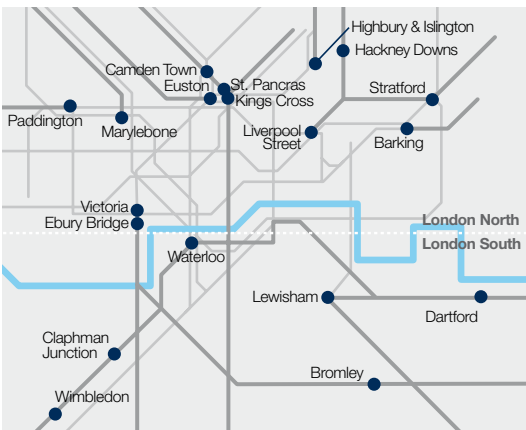 Highbury & Islington
Hackney Downs
Camden Town
Euston
St. Pancras
Kings Cross
Stratford
Paddington
Marylebone
Liverpool
Street
Barking
Victoria
Ebury Bridge
London North
London South
Waterloo
Lewisham
Dartford
Claphman
Junction
Bromley
Wimbledon